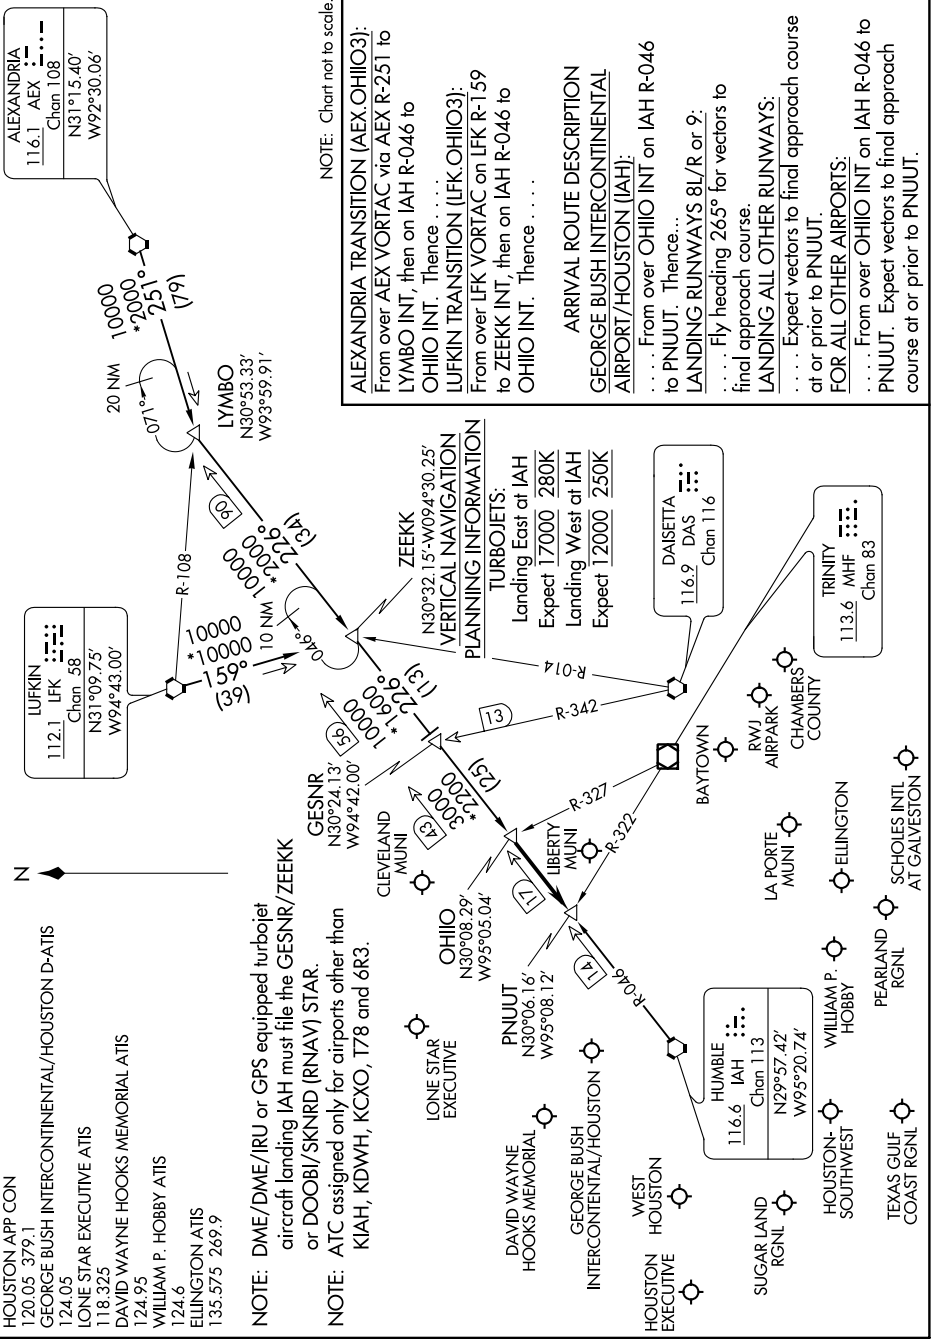 HOUSTON APP CON
120.05 379.1
GEORGE BUSH INTERCONTINENTAL/HOUSTON D-ATIS
124.05
LONE STAR EXECUTIVE ATIS
118.325
DAVID WAYNE HOOKS MEMORIAL ATIS
124.95
WILLIAM P. HOBBY ATIS
124.6
ELLINGTON ATIS
135.575 269.9
N
NOTE: DME/DME/IRU or GPS equipped turbojet
aircraft landing IAH must file the GESNR/ZEEKK
or DOOBI/SKNRD (RNAV) STAR.
NOTE: ATC assigned only for airports other than
KIAH, KDWH, KCXO, T78 and 6R3.
LUFKIN
112.1 LFK
Chan 58
N31°09.75'
W94°43.00'
R-108
10000
*10000
159°
(39)
ALEXANDRIA
116.1 AEX
Chan 108
N31°15.40'
W92°30.06'
10000
*2000
251°
(79)
20 NM
071°
LYMBO
N30°53.33'
W93°59.91'
90
10000
*2000
226°
(34)
10 NM
046°
ZEEKK
N30°32.15'-W094°30.25'
VERTICAL NAVIGATION
PLANNING INFORMATION
TURBOJETS:
Landing East at IAH
Expect 17000 280K
Landing West at IAH
Expect 12000 250K
56
10000
*1600
226°
(13)
GESNR
N30°24.13'
W94°42.00'
43
3000
*2200
(25)
R-014
R-342
13
DAISETTA
116.9 DAS
Chan 116
TRINITY
113.6 MHF
Chan 83
R-327
R-322
OHIIO
N30°08.29'
W95°05.04'
17
PNUUT
N30°06.16'
W95°08.12'
14
R-046
HUMBLE
116.6 IAH
Chan 113
N29°57.42'
W95°20.74'
CLEVELAND
MUNI
LIBERTY
MUNI
LONE STAR
EXECUTIVE
DAVID WAYNE
HOOKS MEMORIAL
GEORGE BUSH
INTERCONTENTAL/HOUSTON
WEST
HOUSTON
HOUSTON
EXECUTIVE
SUGAR LAND
RGNL
HOUSTON-
SOUTHWEST
TEXAS GULF
COAST RGNL
WILLIAM P.
HOBBY
PEARLAND
RGNL
ELLINGTON
SCHOLES INTL
AT GALVESTON
LA PORTE
MUNI
BAYTOWN
RWJ
AIRPARK
CHAMBERS
COUNTY
NOTE: Chart not to scale.
ALEXANDRIA TRANSITION (AEX.OHIIO3):
From over AEX VORTAC via AEX R-251 to
LYMBO INT, then on IAH R-046 to
OHIIO INT. Thence . . . .
LUFKIN TRANSITION (LFK.OHIIO3):
From over LFK VORTAC on LFK R-159
to ZEEKK INT, then on IAH R-046 to
OHIIO INT. Thence . . . .
ARRIVAL ROUTE DESCRIPTION
GEORGE BUSH INTERCONTINENTAL
AIRPORT/HOUSTON (IAH):
. . . . From over OHIIO INT on IAH R-046
to PNUUT. Thence...
LANDING RUNWAYS 8L/R or 9:
. . . . Fly heading 265° for vectors to
final approach course.
LANDING ALL OTHER RUNWAYS:
. . . . Expect vectors to final approach course
at or prior to PNUUT.
FOR ALL OTHER AIRPORTS:
. . . . From over OHIIO INT on IAH R-046 to
PNUUT. Expect vectors to final approach
course at or prior to PNUUT.